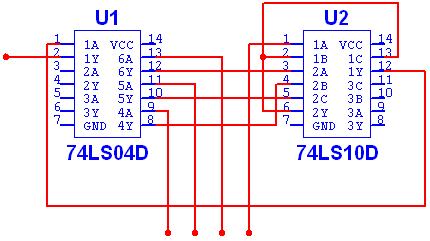 U1
U2
1 1A VCC 14
2 1Y 6A 13
3 2A 6Y 12
4 2Y 5A 11
5 3A 5Y 10
6 3Y 4A 9
7 GND 4Y 8
1 1A VCC 14
2 1B 1C 13
3 2A 1Y 12
4 2B 3C 11
5 2C 3B 10
6 2Y 3A 9
7 GND 3Y 8
74LS04D
74LS10D